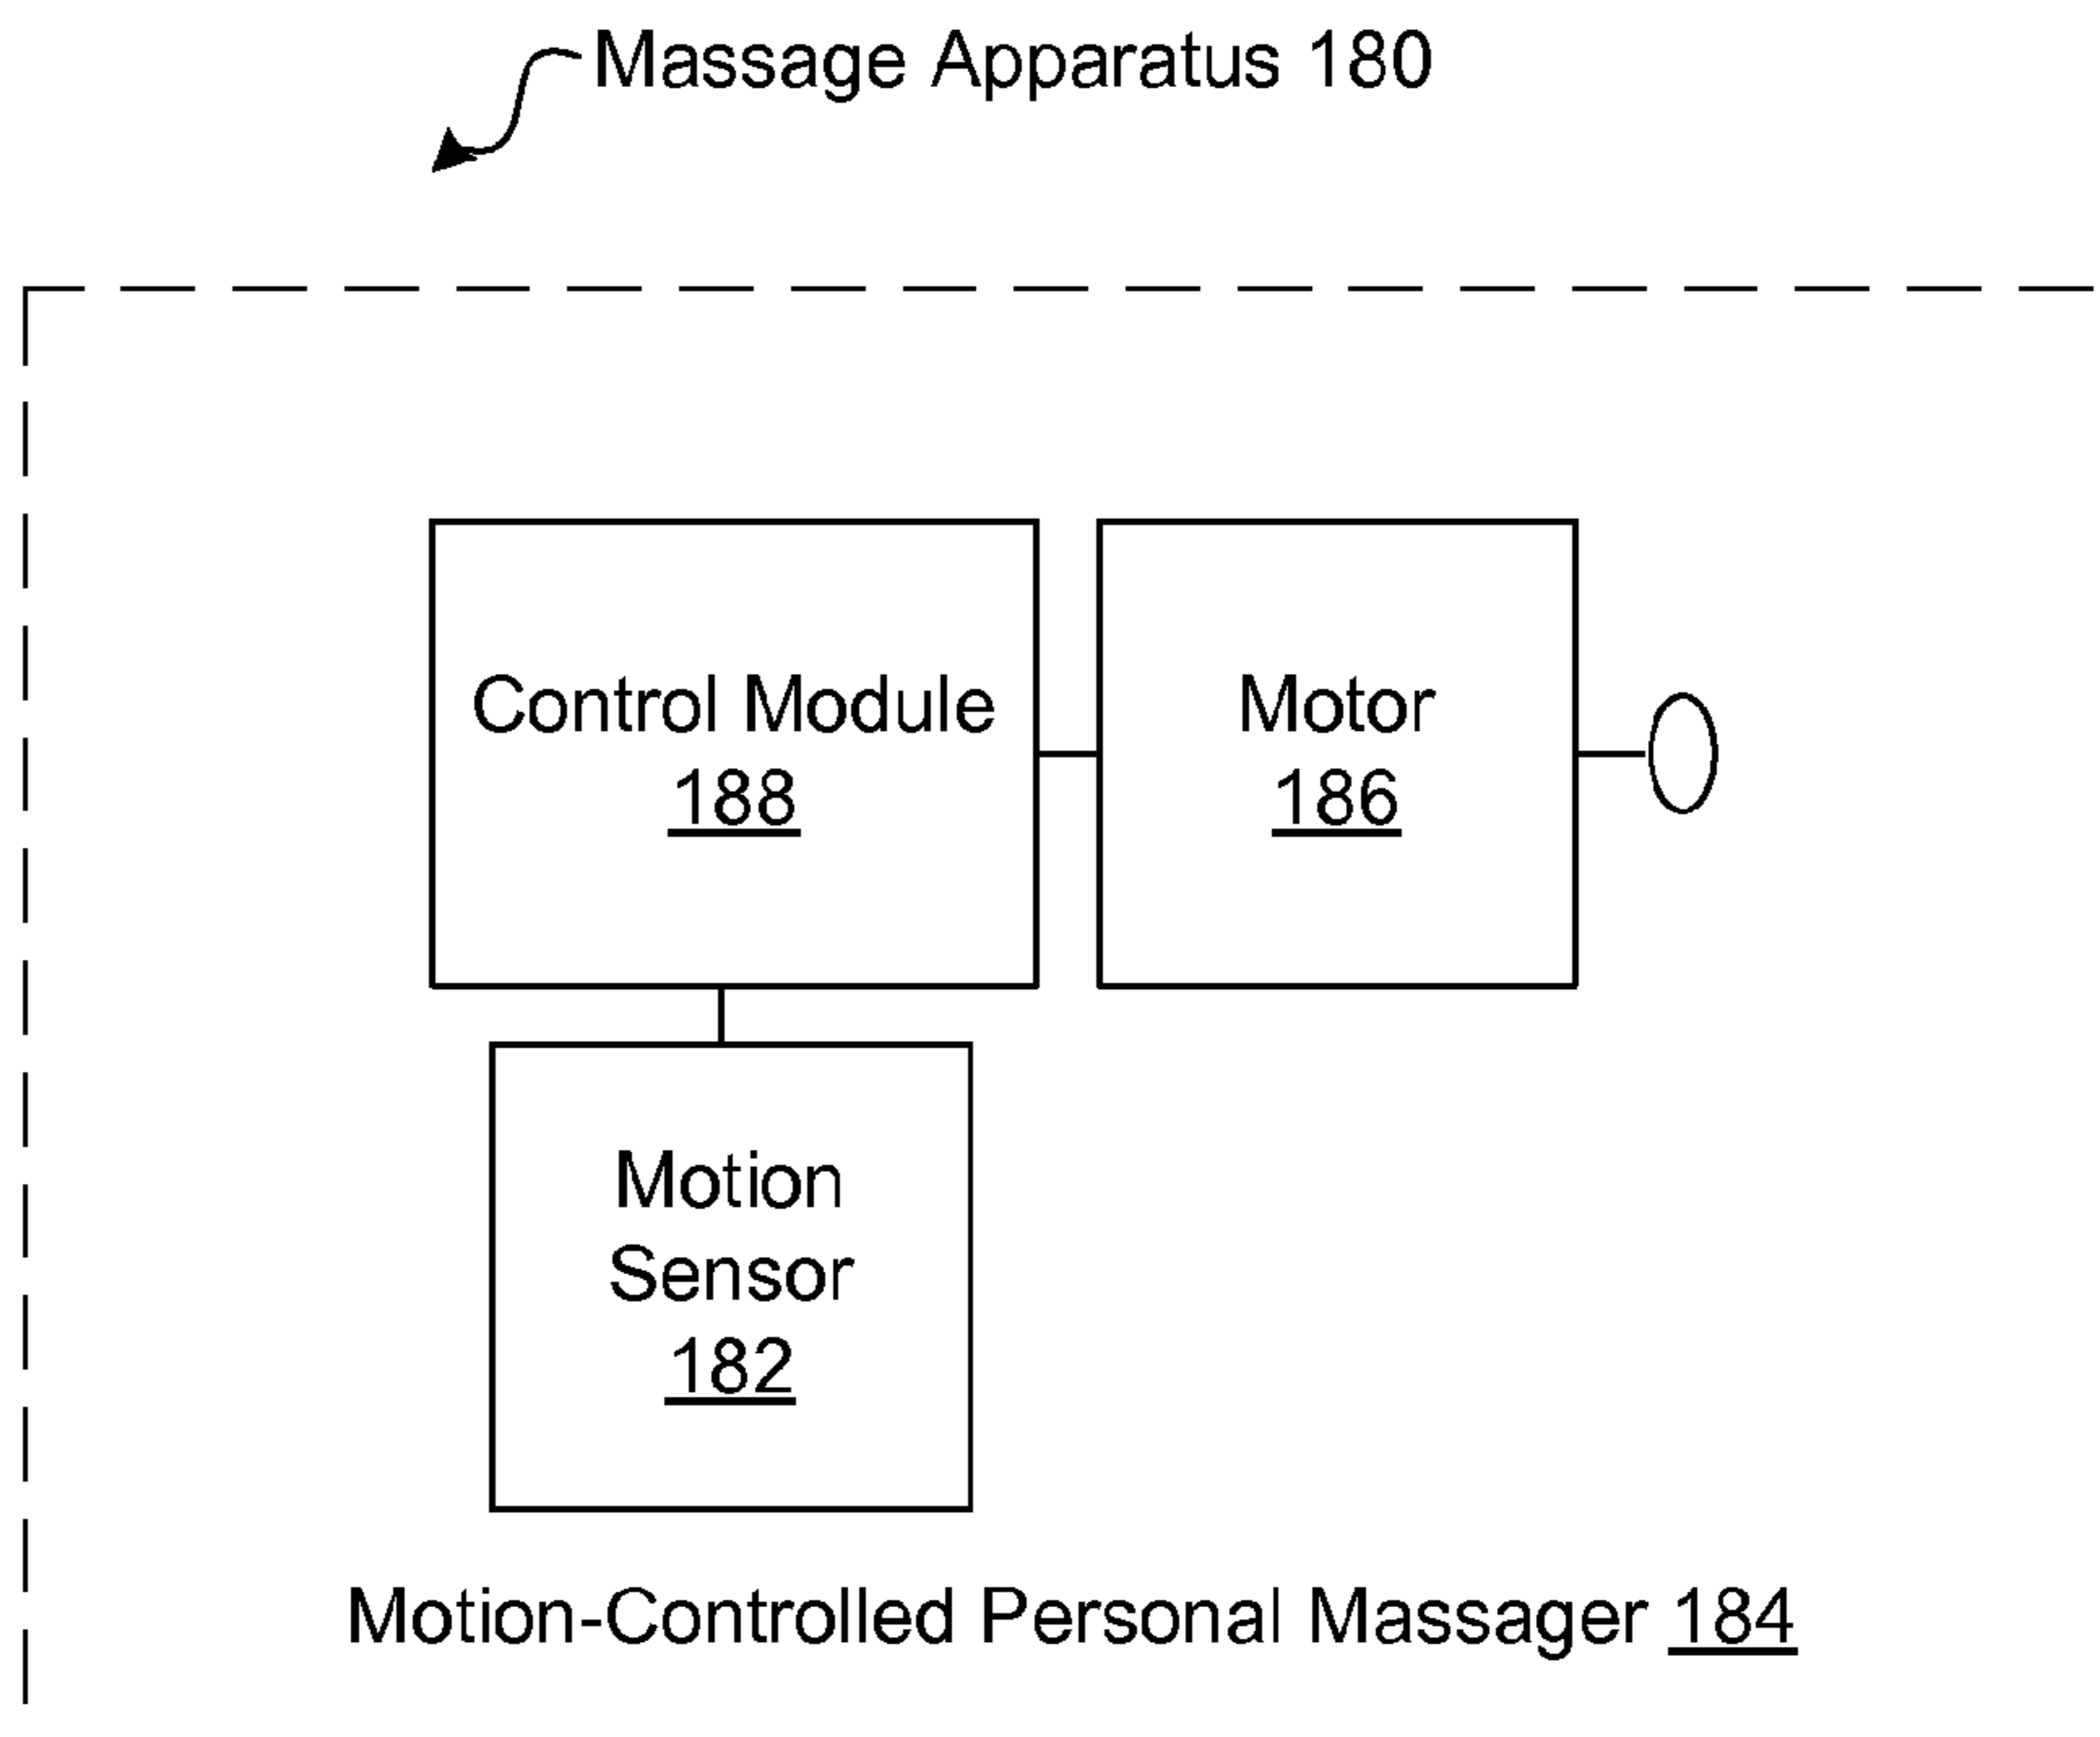 Massage Apparatus 180
Control Module
188
Motor
186
Motion
Sensor
182
Motion-Controlled Personal Massager 184